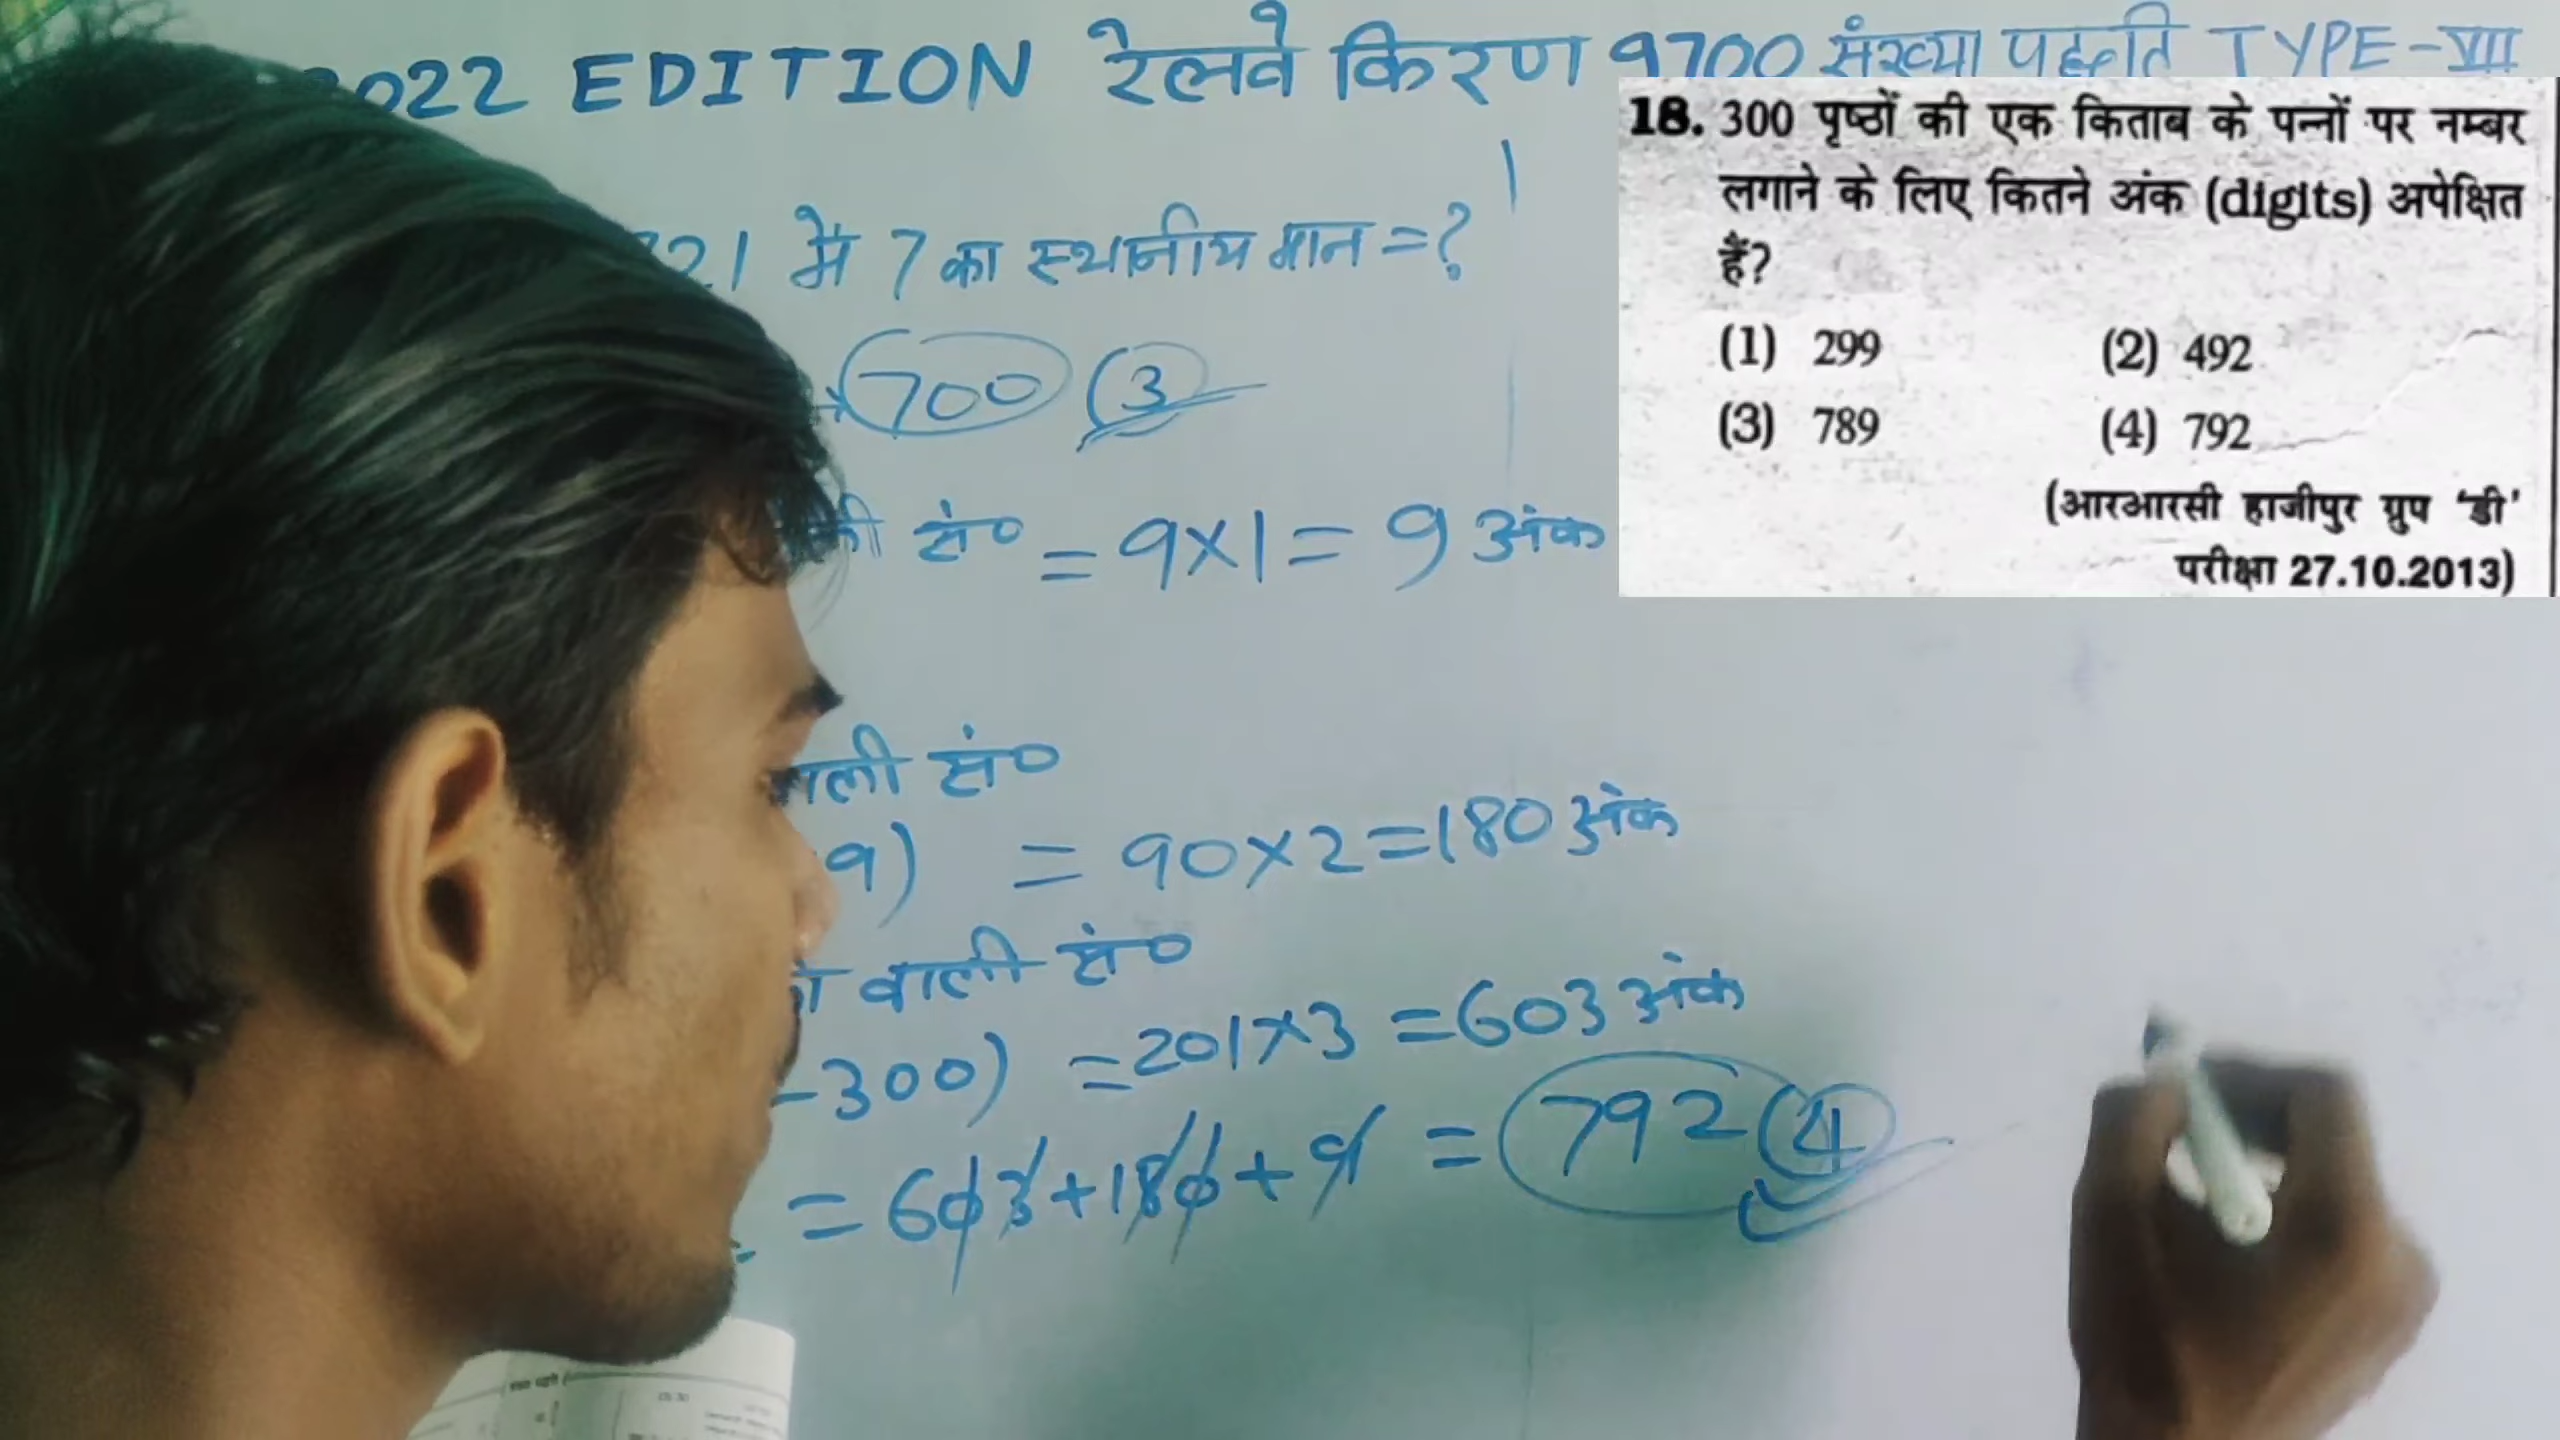 2022 EDITION रेलवे किरण 9700 संख्या पद्धति TYPE-VII
21 में 7 का स्थानीय मान = ?
700 3
सं० = 9×1 = 9 अंक
सं०
9) = 90×2 = 180 अंक
वाली सं०
-300) = 201×3 = 603 अंक
= 603 + 180 + 9 = 792 4
18. 300 पृष्ठों की एक किताब के पन्नों पर नम्बर
लगाने के लिए कितने अंक (digits) अपेक्षित
हैं?
(1) 299 (2) 492
(3) 789 (4) 792
(आरआरसी हाजीपुर ग्रुप 'डी'
परीक्षा 27.10.2013)